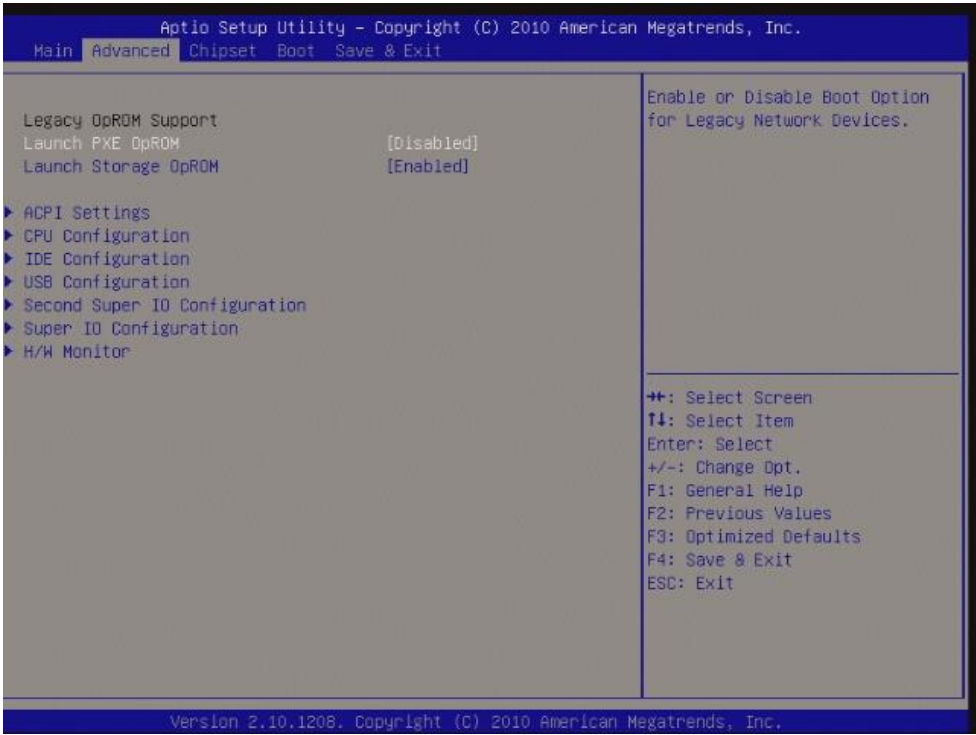 Aptio Setup Utility – Copyright (C) 2010 American Megatrends, Inc.
Main Advanced Chipset Boot Save & Exit
Legacy OpROM Support
Launch PXE OpROM [Disabled]
Launch Storage OpROM [Enabled]
▶ ACPI Settings
▶ CPU Configuration
▶ IDE Configuration
▶ USB Configuration
▶ Second Super IO Configuration
▶ Super IO Configuration
▶ H/W Monitor
Enable or Disable Boot Option
for Legacy Network Devices.
→←: Select Screen
↑↓: Select Item
Enter: Select
+/-: Change Opt.
F1: General Help
F2: Previous Values
F3: Optimized Defaults
F4: Save & Exit
ESC: Exit
Version 2.10.1208. Copyright (C) 2010 American Megatrends, Inc.